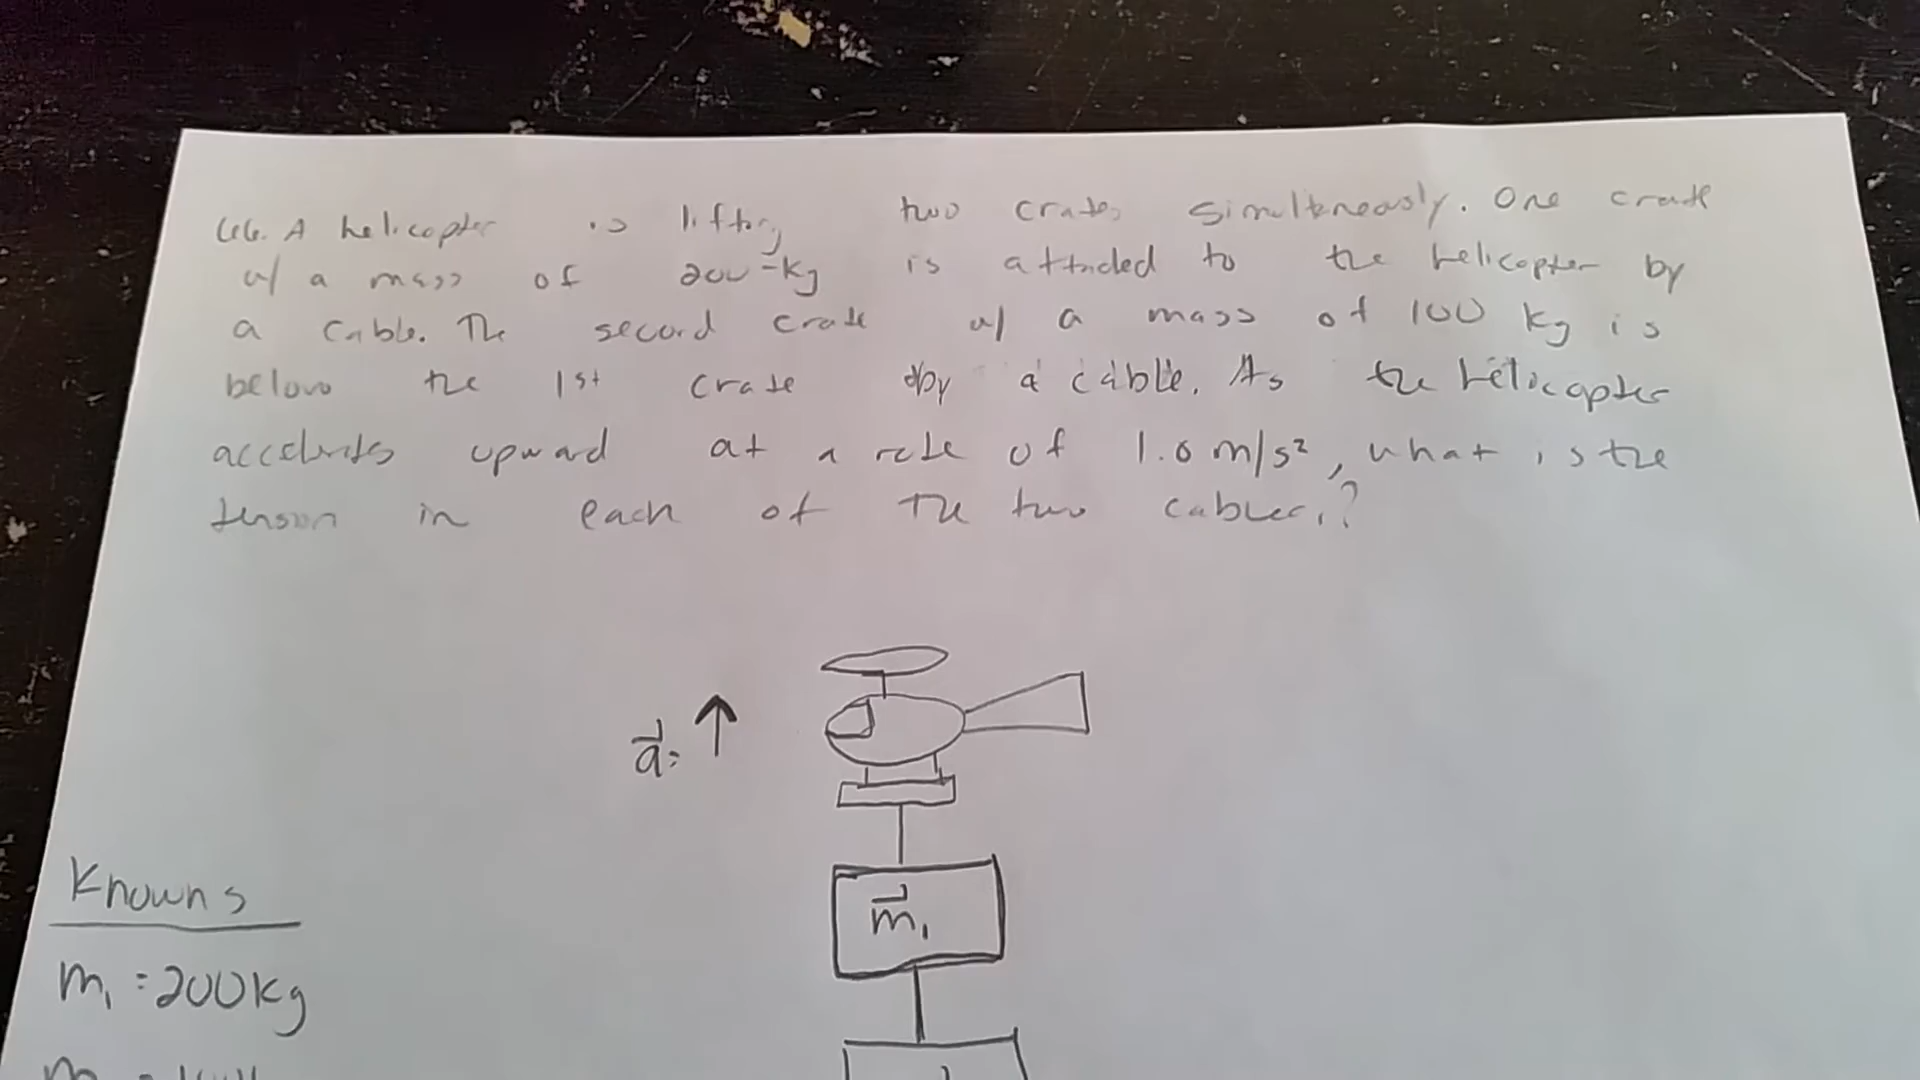 66. A helicopter is lifting two crates simultaneously. One crate
w/ a mass of 200-kg is attached to the helicopter by
a cable. The second crate w/ a mass of 100 kg is
below the 1st crate by a cable. As the helicopter
accelerates upward at a rate of 1.0 m/s², what is the
tension in each of the two cables.?
a⃗:
m⃗₁
Knowns
m₁ = 200kg